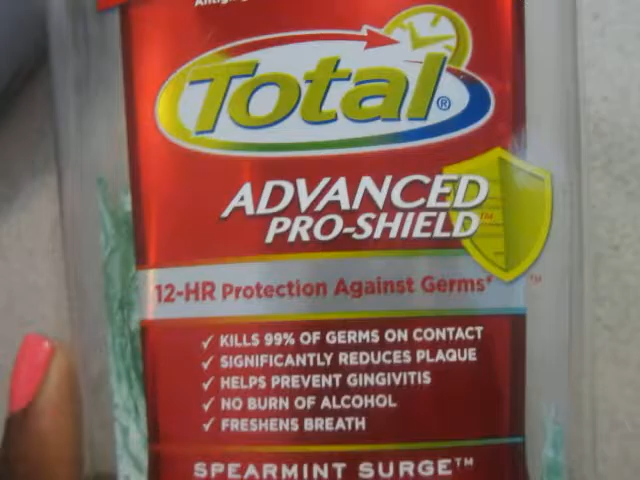 Total®
ADVANCED
PRO-SHIELD™
12-HR Protection Against Germs* ™
✓ KILLS 99% OF GERMS ON CONTACT
✓ SIGNIFICANTLY REDUCES PLAQUE
✓ HELPS PREVENT GINGIVITIS
✓ NO BURN OF ALCOHOL
✓ FRESHENS BREATH
SPEARMINT SURGE™